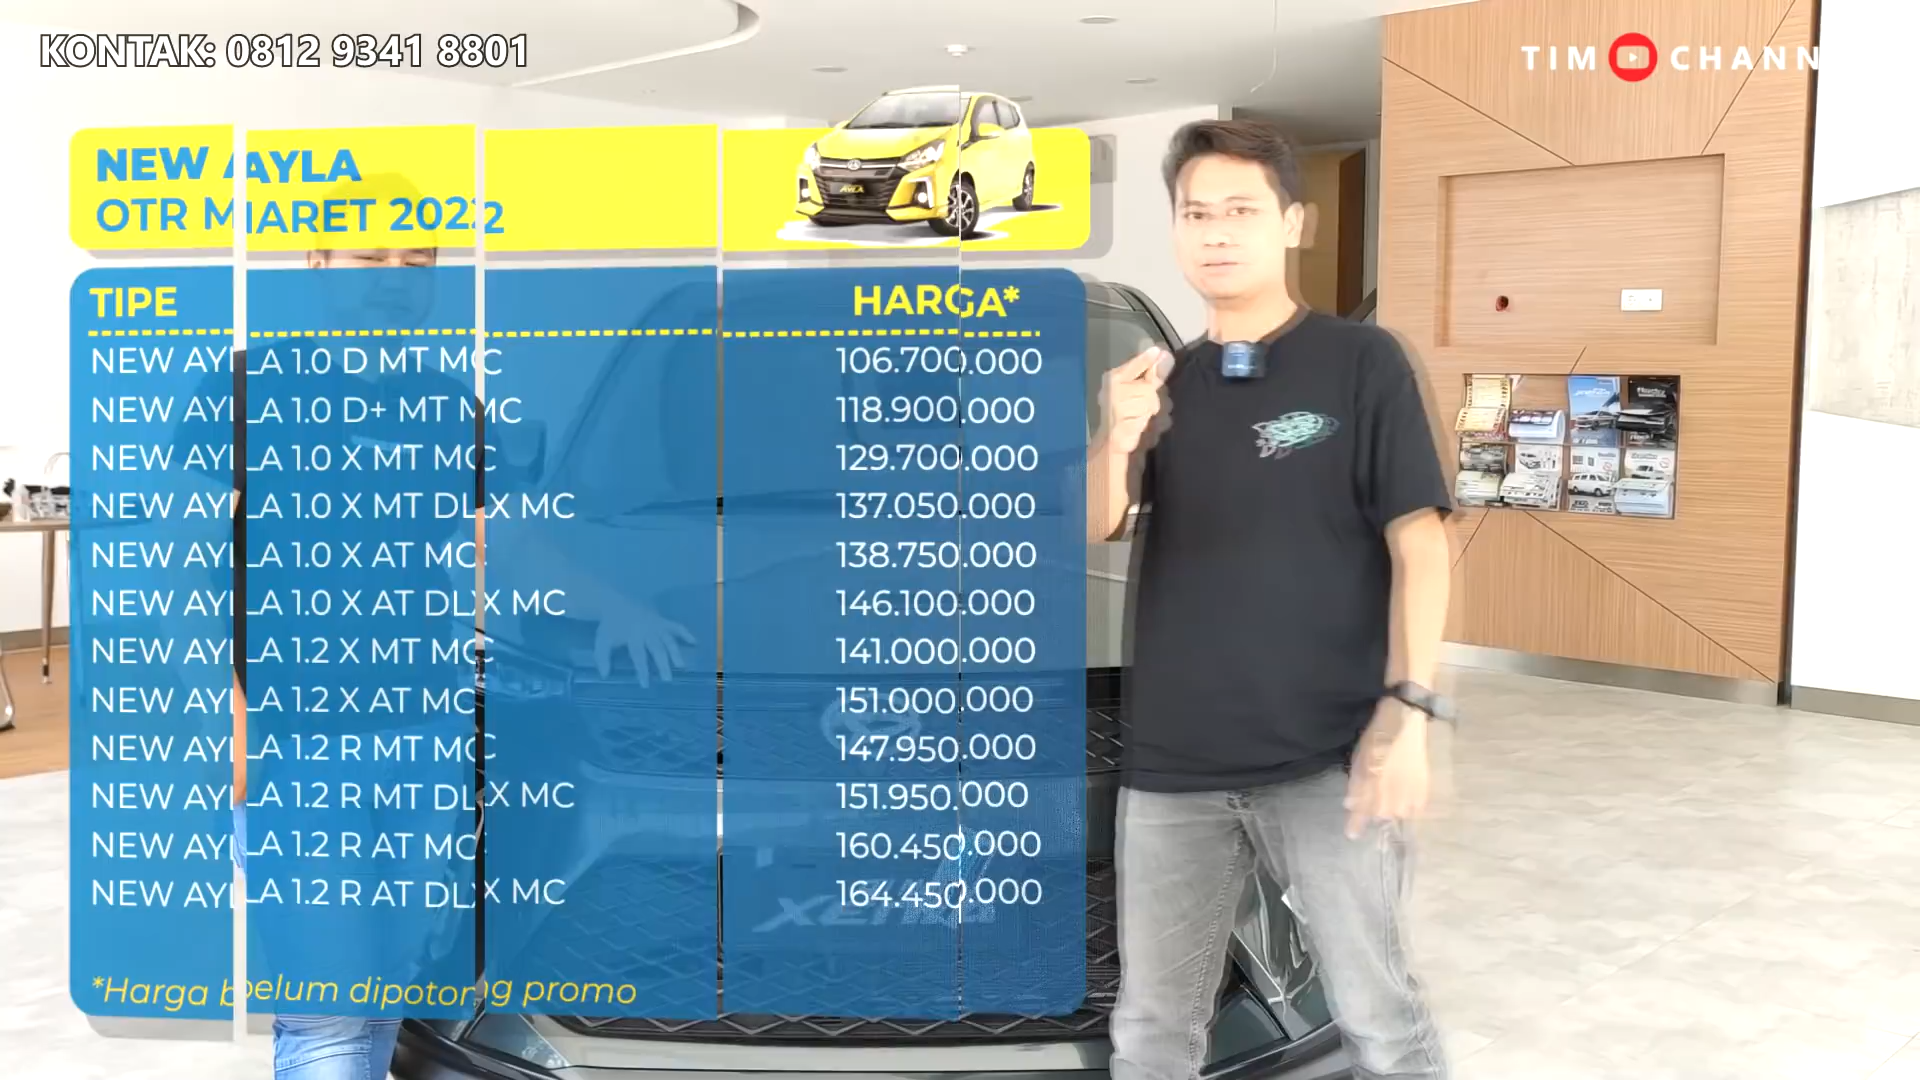 KONTAK: 0812 9341 8801
TIM CHANN
NEW AYLA
OTR MARET 2022
AYLA
TIPE HARGA*
NEW AYLA 1.0 D MT MC 106.700.000
NEW AYLA 1.0 D+ MT MC 118.900.000
NEW AYLA 1.0 X MT MC 129.700.000
NEW AYLA 1.0 X MT DLX MC 137.050.000
NEW AYLA 1.0 X AT MC 138.750.000
NEW AYLA 1.0 X AT DLX MC 146.100.000
NEW AYLA 1.2 X MT MC 141.000.000
NEW AYLA 1.2 X AT MC 151.000.000
NEW AYLA 1.2 R MT MC 147.950.000
NEW AYLA 1.2 R MT DLX MC 151.950.000
NEW AYLA 1.2 R AT MC 160.450.000
NEW AYLA 1.2 R AT DLX MC 164.450.000
*Harga belum dipotong promo